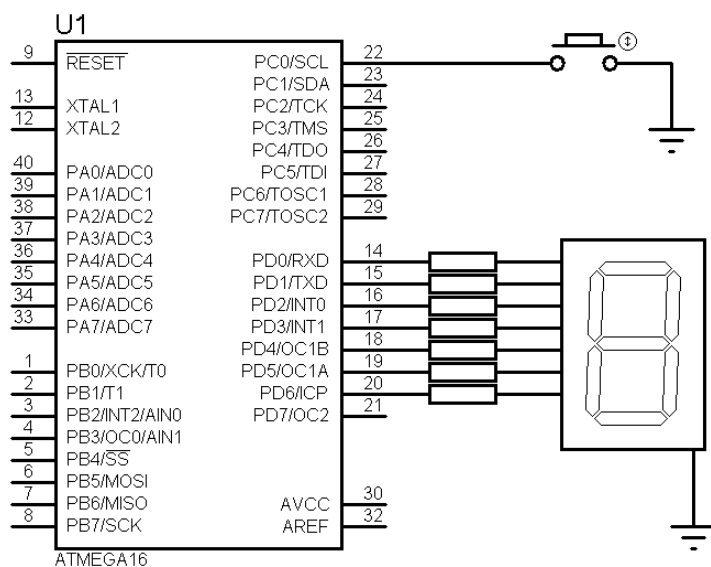 U1
9 RESET PC0/SCL 22
PC1/SDA 23
13 XTAL1 PC2/TCK 24
12 XTAL2 PC3/TMS 25
PC4/TDO 26
40 PA0/ADC0 PC5/TDI 27
39 PA1/ADC1 PC6/TOSC1 28
38 PA2/ADC2 PC7/TOSC2 29
37 PA3/ADC3
36 PA4/ADC4 PD0/RXD 14
35 PA5/ADC5 PD1/TXD 15
34 PA6/ADC6 PD2/INT0 16
33 PA7/ADC7 PD3/INT1 17
PD4/OC1B 18
1 PB0/XCK/T0 PD5/OC1A 19
2 PB1/T1 PD6/ICP 20
3 PB2/INT2/AIN0 PD7/OC2 21
4 PB3/OC0/AIN1
5 PB4/SS
6 PB5/MOSI
7 PB6/MISO AVCC 30
8 PB7/SCK AREF 32
ATMEGA16